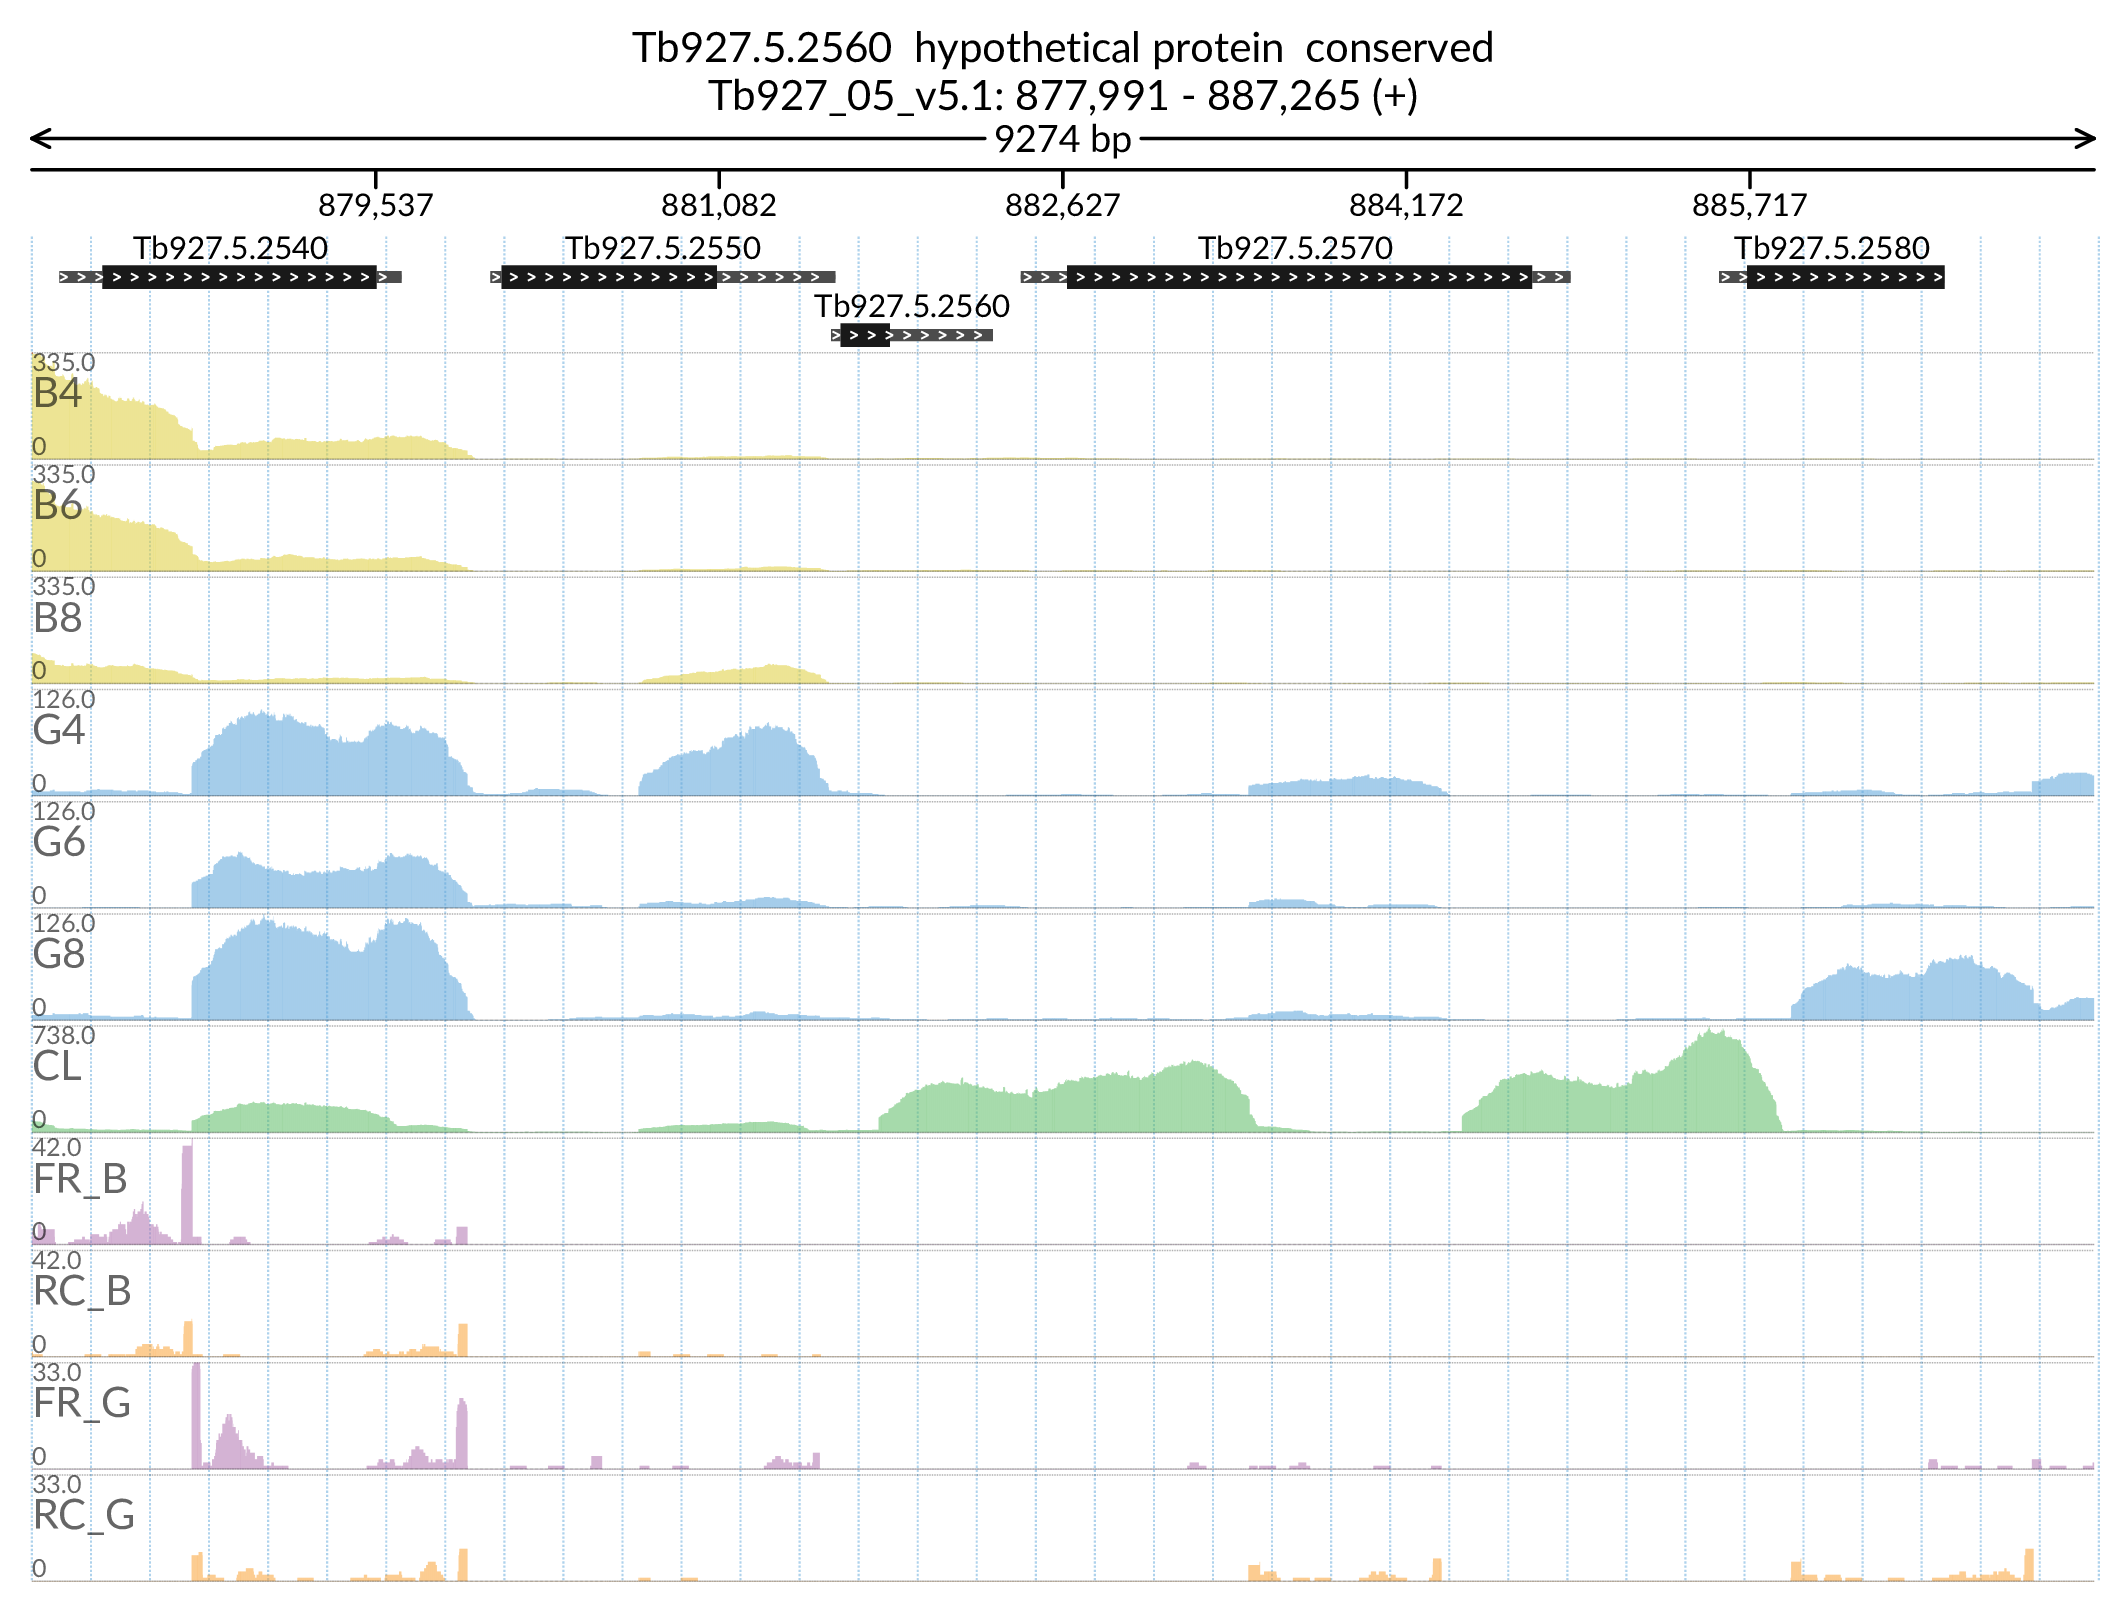 Tb927.5.2560  hypothetical protein  conserved
Tb927_05_v5.1: 877,991 - 887,265 (+)
9274 bp
879,537 881,082 882,627 884,172 885,717
Tb927.5.2540 Tb927.5.2550 Tb927.5.2570 Tb927.5.2580
Tb927.5.2560
335.0
B4
0
335.0
B6
0
335.0
B8
0
126.0
G4
0
126.0
G6
0
126.0
G8
0
738.0
CL
0
42.0
FR_B
0
42.0
RC_B
0
33.0
FR_G
0
33.0
RC_G
0